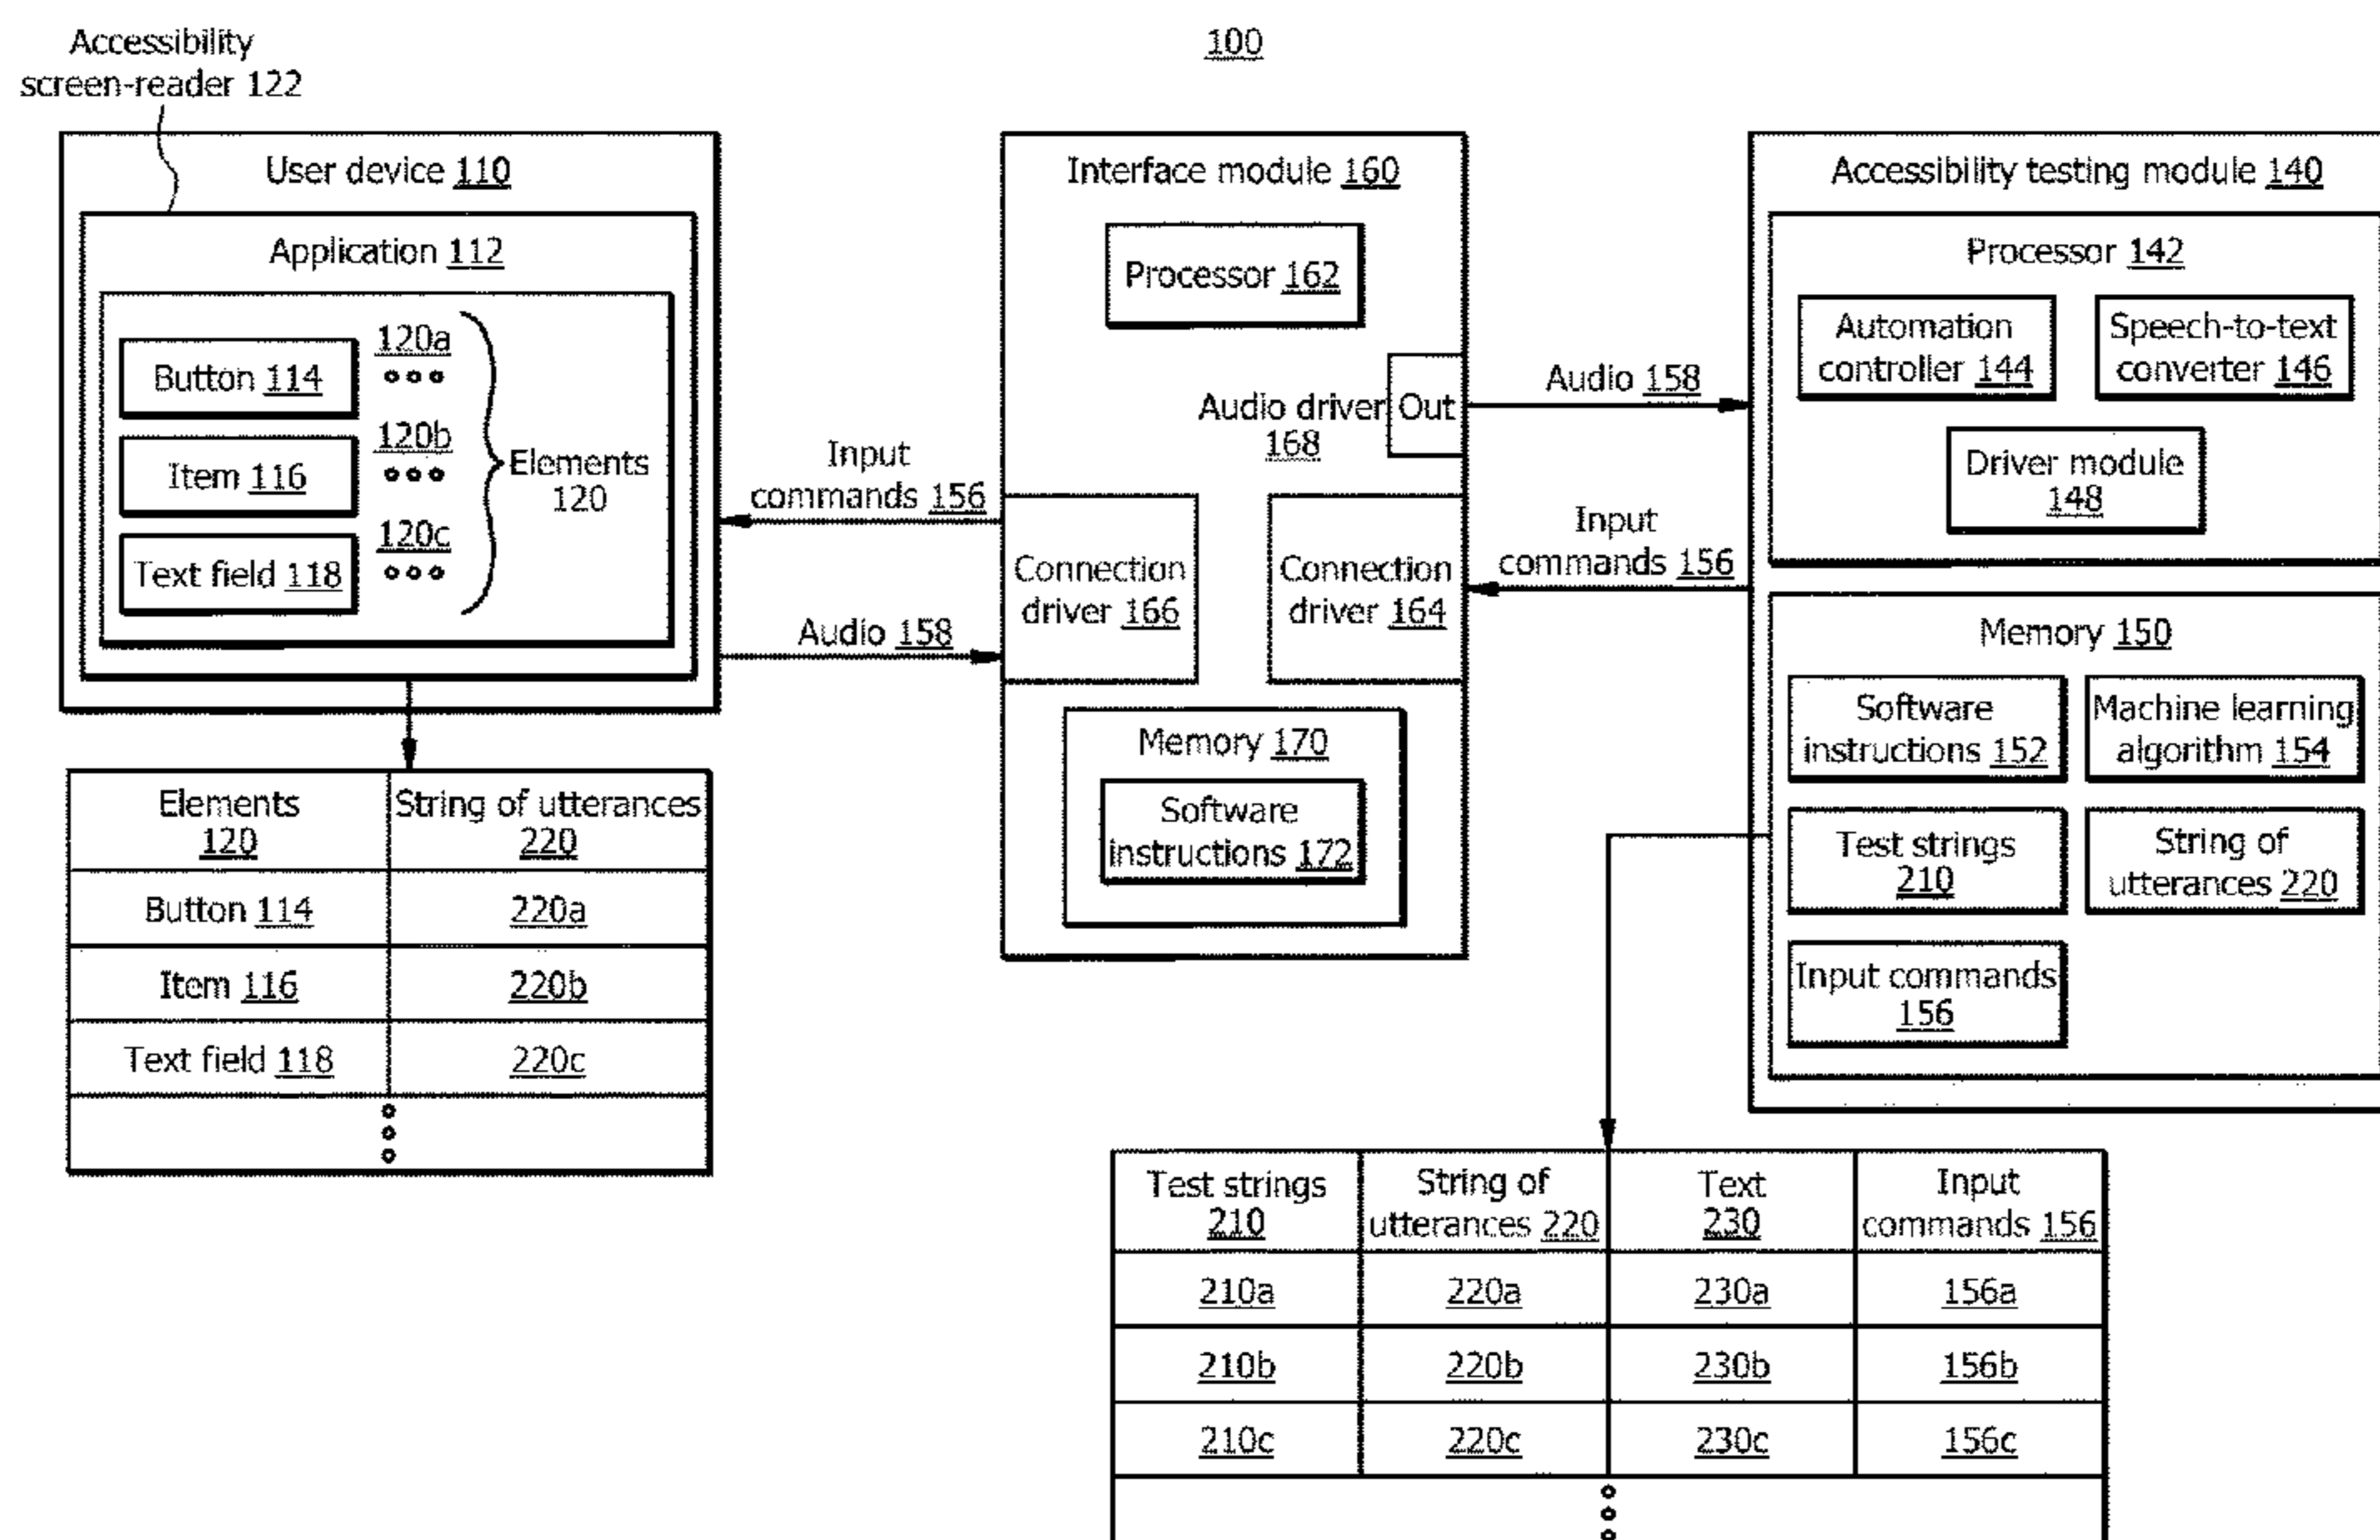 100
Accessibility
screen-reader 122
User device 110
Application 112
Button 114
120a
Item 116
120b
Text field 118
120c
Elements
120
Input
commands 156
Audio 158
Elements
120
String of utterances
220
Button 114
220a
Item 116
220b
Text field 118
220c
Interface module 160
Processor 162
Audio driver
168
Out
Connection
driver 166
Connection
driver 164
Memory 170
Software
instructions 172
Audio 158
Input
commands 156
Accessibility testing module 140
Processor 142
Automation
controller 144
Speech-to-text
converter 146
Driver module
148
Memory 150
Software
instructions 152
Machine learning
algorithm 154
Test strings
210
String of
utterances 220
Input commands
156
Test strings
210
String of
utterances 220
Text
230
Input
commands 156
210a 220a 230a 156a
210b 220b 230b 156b
210c 220c 230c 156c